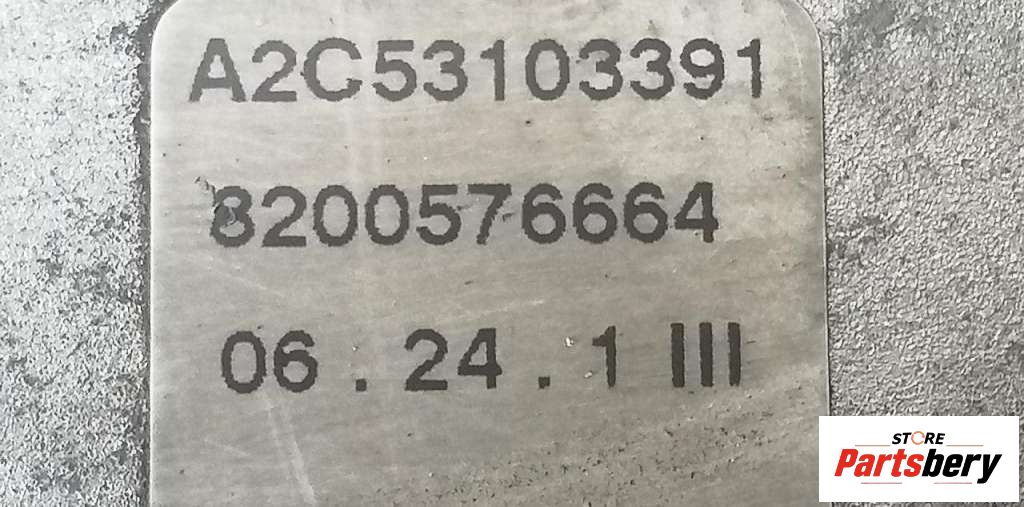 A2C53103391
8200576664
06 . 24 . 1 III
STORE
Partsbery